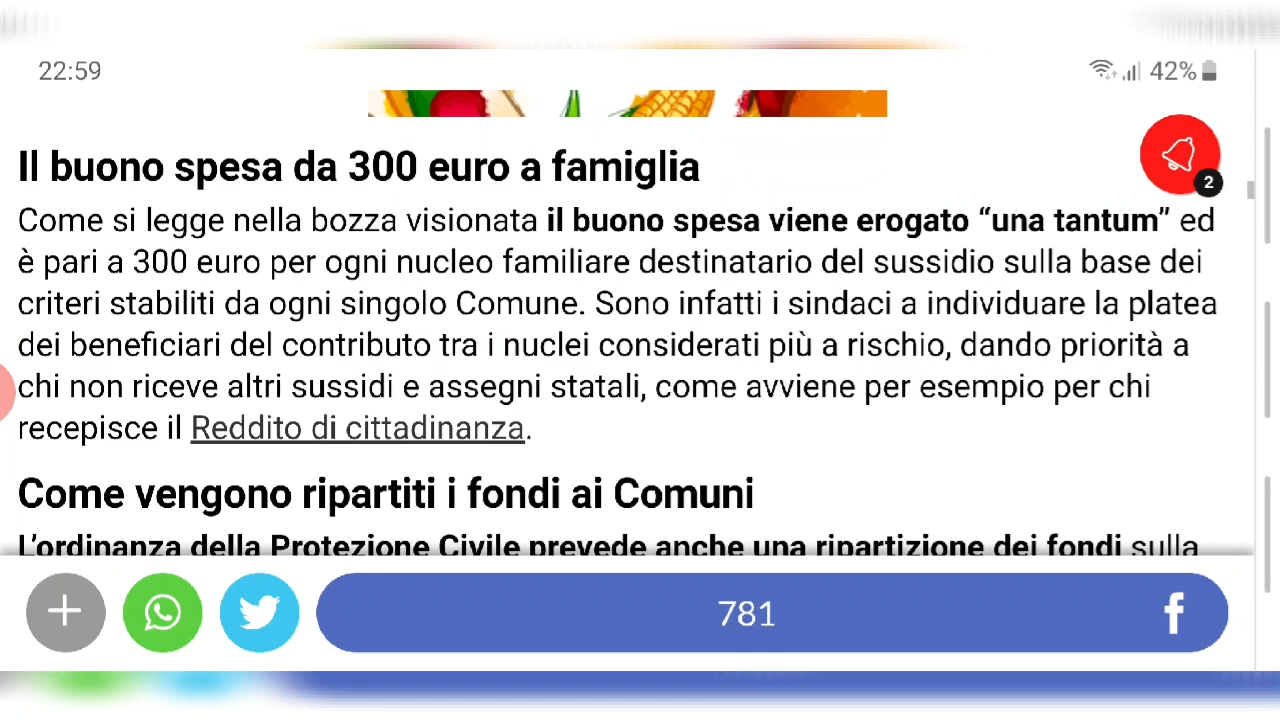 22:59
42%
2
Il buono spesa da 300 euro a famiglia
Come si legge nella bozza visionata il buono spesa viene erogato “una tantum” ed
è pari a 300 euro per ogni nucleo familiare destinatario del sussidio sulla base dei
criteri stabiliti da ogni singolo Comune. Sono infatti i sindaci a individuare la platea
dei beneficiari del contributo tra i nuclei considerati più a rischio, dando priorità a
chi non riceve altri sussidi e assegni statali, come avviene per esempio per chi
recepisce il Reddito di cittadinanza.
Come vengono ripartiti i fondi ai Comuni
L’ordinanza della Protezione Civile prevede anche una ripartizione dei fondi sulla
781